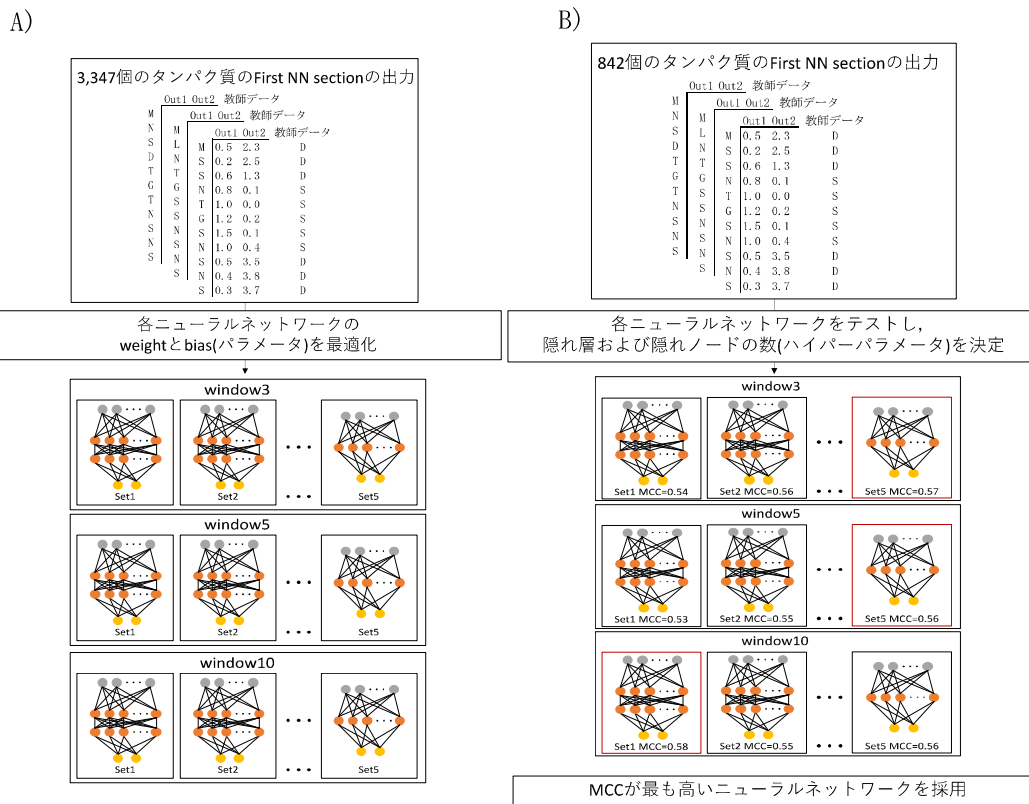 A)
3,347個のタンパク質のFirst NN sectionの出力
Out1 Out2 教師データ
M
N
S
D
T
G
T
N
S
N
S
Out1 Out2 教師データ
M
L
N
T
G
S
S
N
S
N
S
Out1 Out2 教師データ
M 0.5 2.3 D
S 0.2 2.5 D
S 0.6 1.3 D
N 0.8 0.1 S
T 1.0 0.0 S
G 1.2 0.2 S
S 1.5 0.1 S
N 1.0 0.4 S
S 0.5 3.5 D
N 0.4 3.8 D
S 0.3 3.7 D
各ニューラルネットワークの
weightとbias(パラメータ)を最適化
window3
Set1
Set2
...
...
Set5
window5
Set1
Set2
...
...
Set5
window10
Set1
Set2
...
...
Set5
B)
842個のタンパク質のFirst NN sectionの出力
Out1 Out2 教師データ
M
N
S
D
T
G
T
N
S
N
S
Out1 Out2 教師データ
M
L
N
T
G
S
S
N
S
N
S
Out1 Out2 教師データ
M 0.5 2.3 D
S 0.2 2.5 D
S 0.6 1.3 D
N 0.8 0.1 S
T 1.0 0.0 S
G 1.2 0.2 S
S 1.5 0.1 S
N 1.0 0.4 S
S 0.5 3.5 D
N 0.4 3.8 D
S 0.3 3.7 D
各ニューラルネットワークをテストし，
隠れ層および隠れノードの数(ハイパーパラメータ)を決定
window3
Set1 MCC=0.54
Set2 MCC=0.56
...
...
Set5 MCC=0.57
window5
Set1 MCC=0.53
Set2 MCC=0.55
...
...
Set5 MCC=0.56
window10
Set1 MCC=0.58
Set2 MCC=0.55
...
...
Set5 MCC=0.56
MCCが最も高いニューラルネットワークを採用